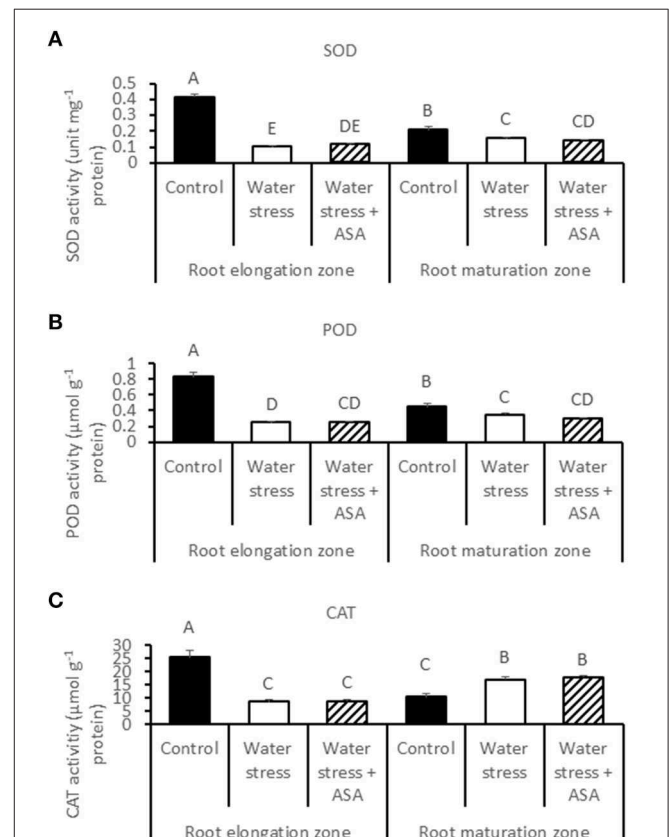 A
SOD
SOD activity (unit mg⁻¹
protein)
0.5
0.4
0.3
0.2
0.1
0
A
E
DE
B
C
CD
Control
Water
stress
Water
stress +
ASA
Control
Water
stress
Water
stress +
ASA
Root elongation zone
Root maturation zone
B
POD
POD activity (μmol g⁻¹
protein)
1
0.8
0.6
0.4
0.2
0
A
D
CD
B
C
CD
Control
Water
stress
Water
stress +
ASA
Control
Water
stress
Water
stress +
ASA
Root elongation zone
Root maturation zone
C
CAT
CAT activitiy (μmol g⁻¹
protein)
30
25
20
15
10
5
0
A
C
C
C
B
B
Control
Water
stress
Water
stress +
ASA
Control
Water
stress
Water
stress +
ASA
Root elongation zone
Root maturation zone